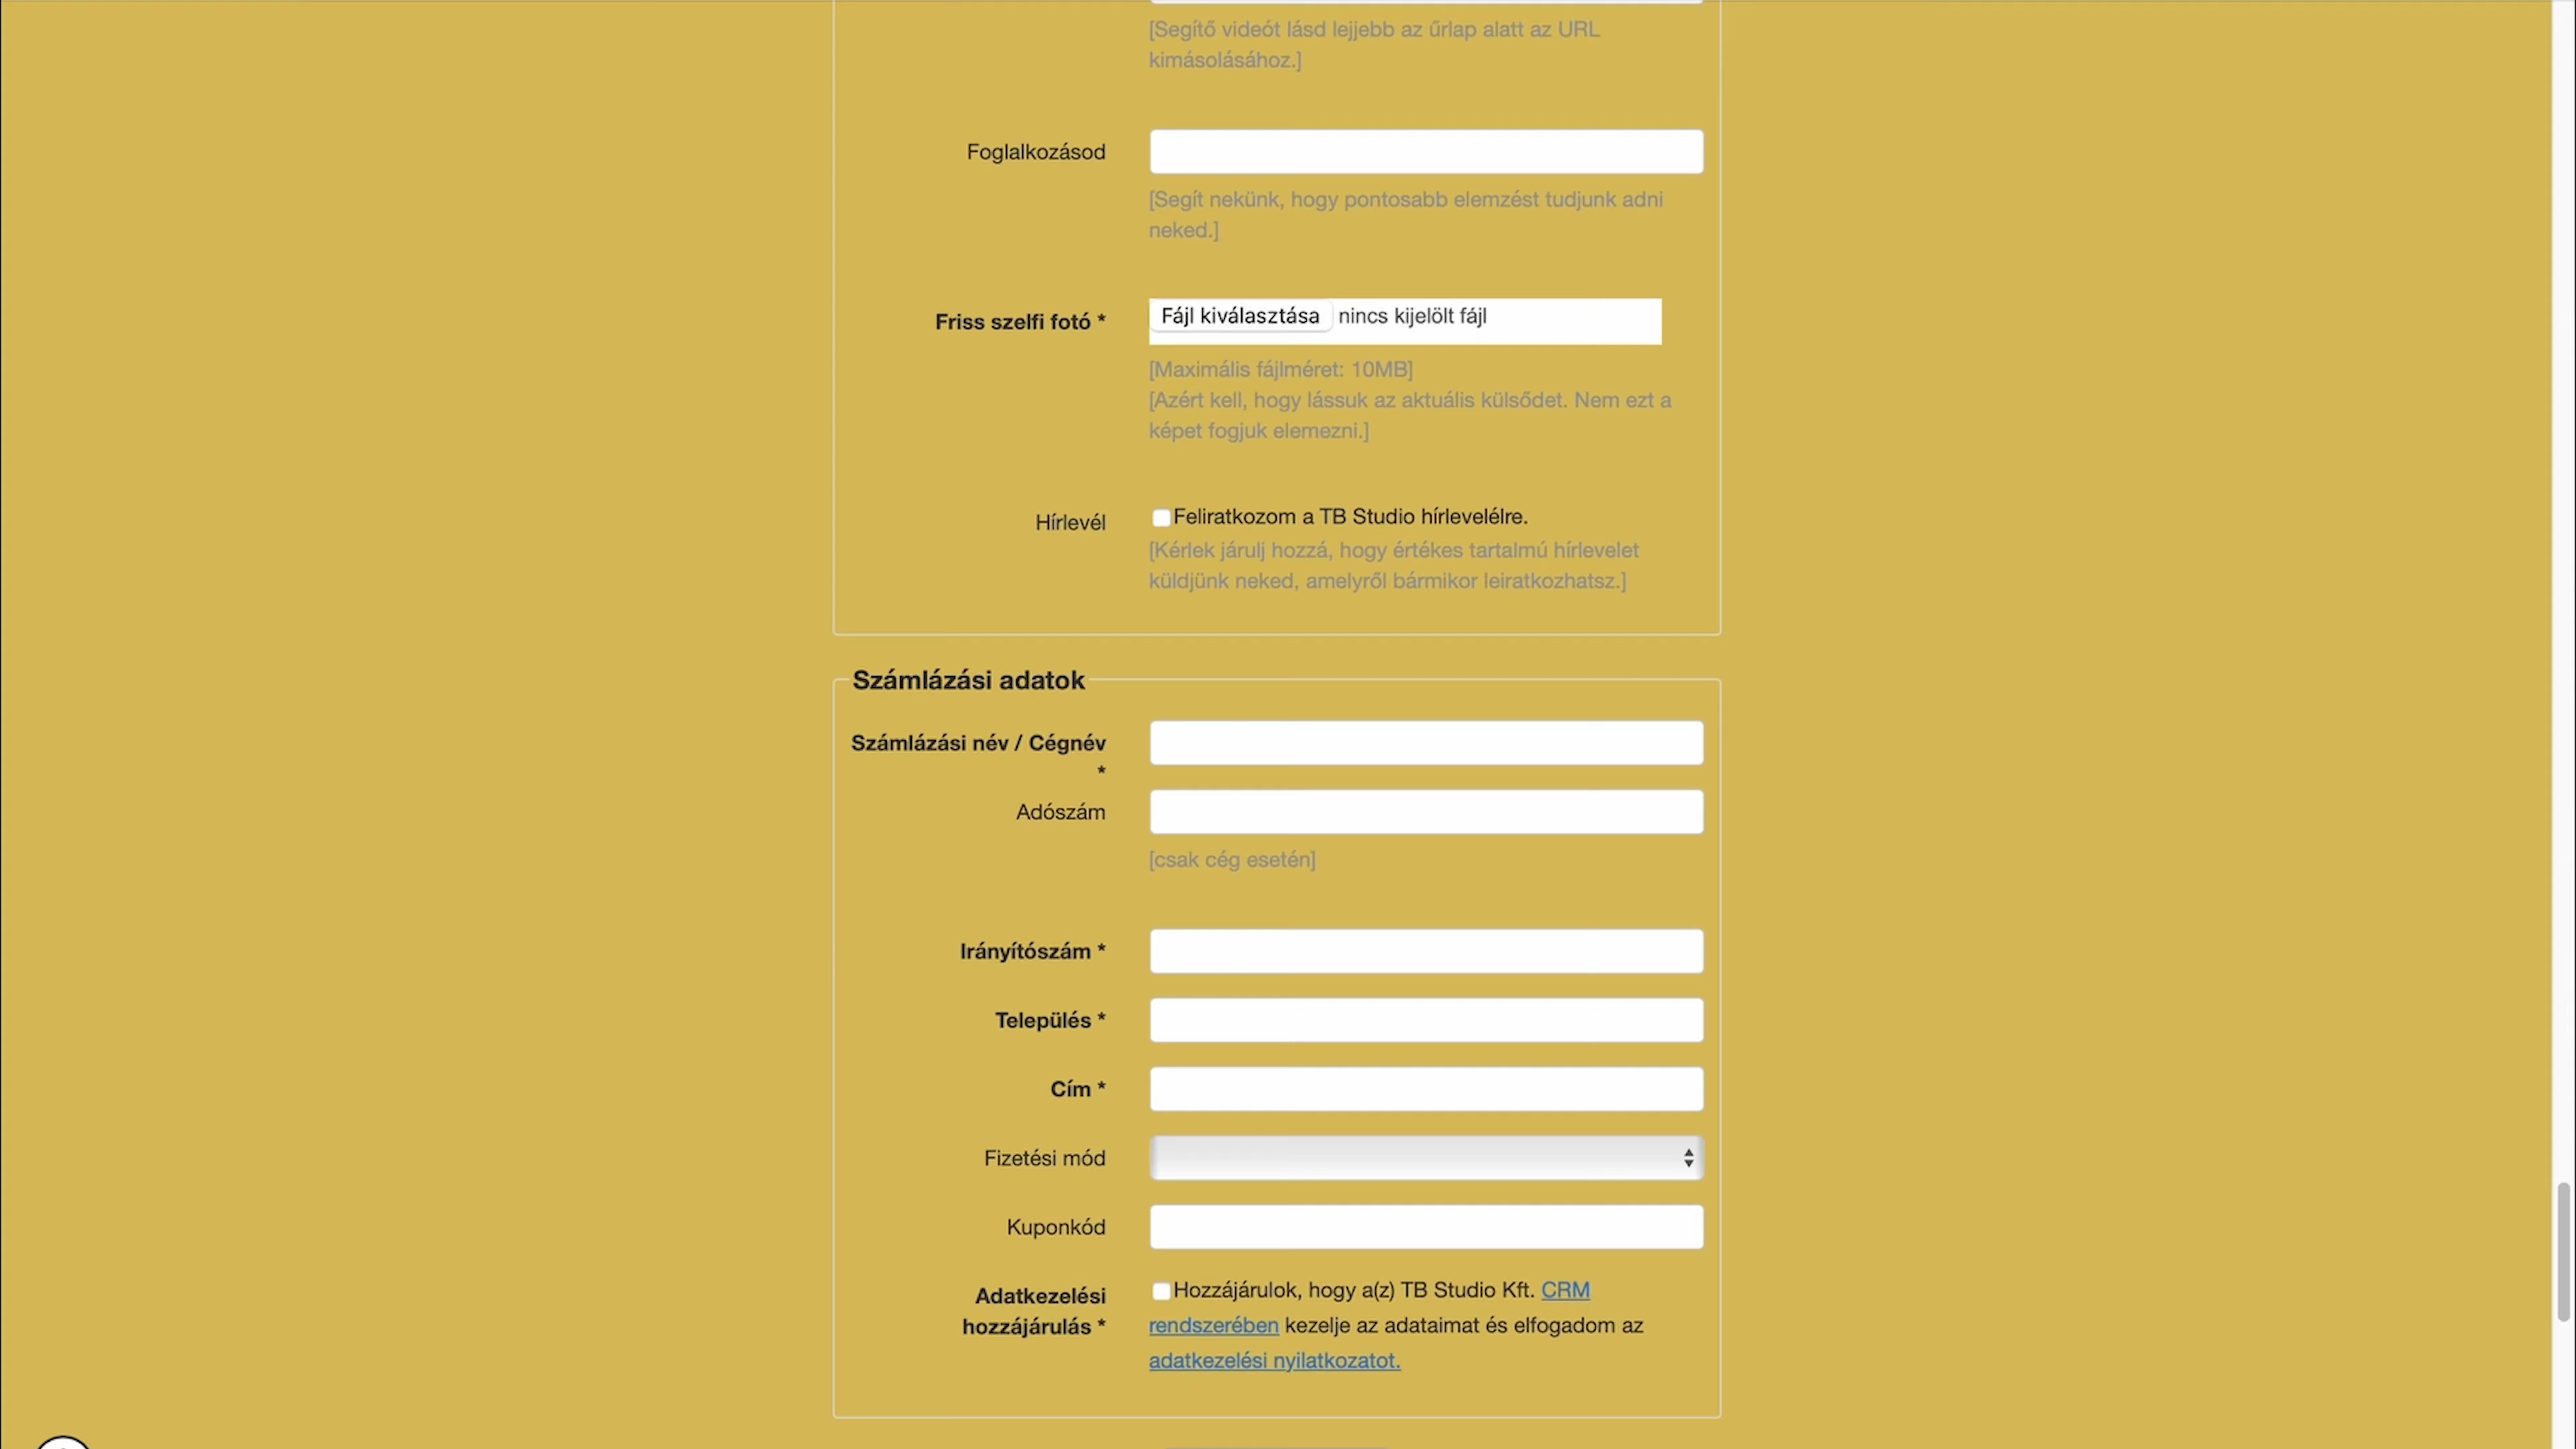 [Segítő videót lásd lejjebb az űrlap alatt az URL
kimásolásához.]
Foglalkozásod
[Segít nekünk, hogy pontosabb elemzést tudjunk adni
neked.]
Friss szelfi fotó *
Fájl kiválasztása nincs kijelölt fájl
[Maximális fájlméret: 10MB]
[Azért kell, hogy lássuk az aktuális külsődet. Nem ezt a
képet fogjuk elemezni.]
Hírlevél
Feliratkozom a TB Studio hírlevelélre.
[Kérlek járulj hozzá, hogy értékes tartalmú hírlevelet
küldjünk neked, amelyről bármikor leiratkozhatsz.]
Számlázási adatok
Számlázási név / Cégnév
*
Adószám
[csak cég esetén]
Irányítószám *
Település *
Cím *
Fizetési mód
Kuponkód
Adatkezelési
hozzájárulás *
Hozzájárulok, hogy a(z) TB Studio Kft. CRM
rendszerében kezelje az adataimat és elfogadom az
adatkezelési nyilatkozatot.